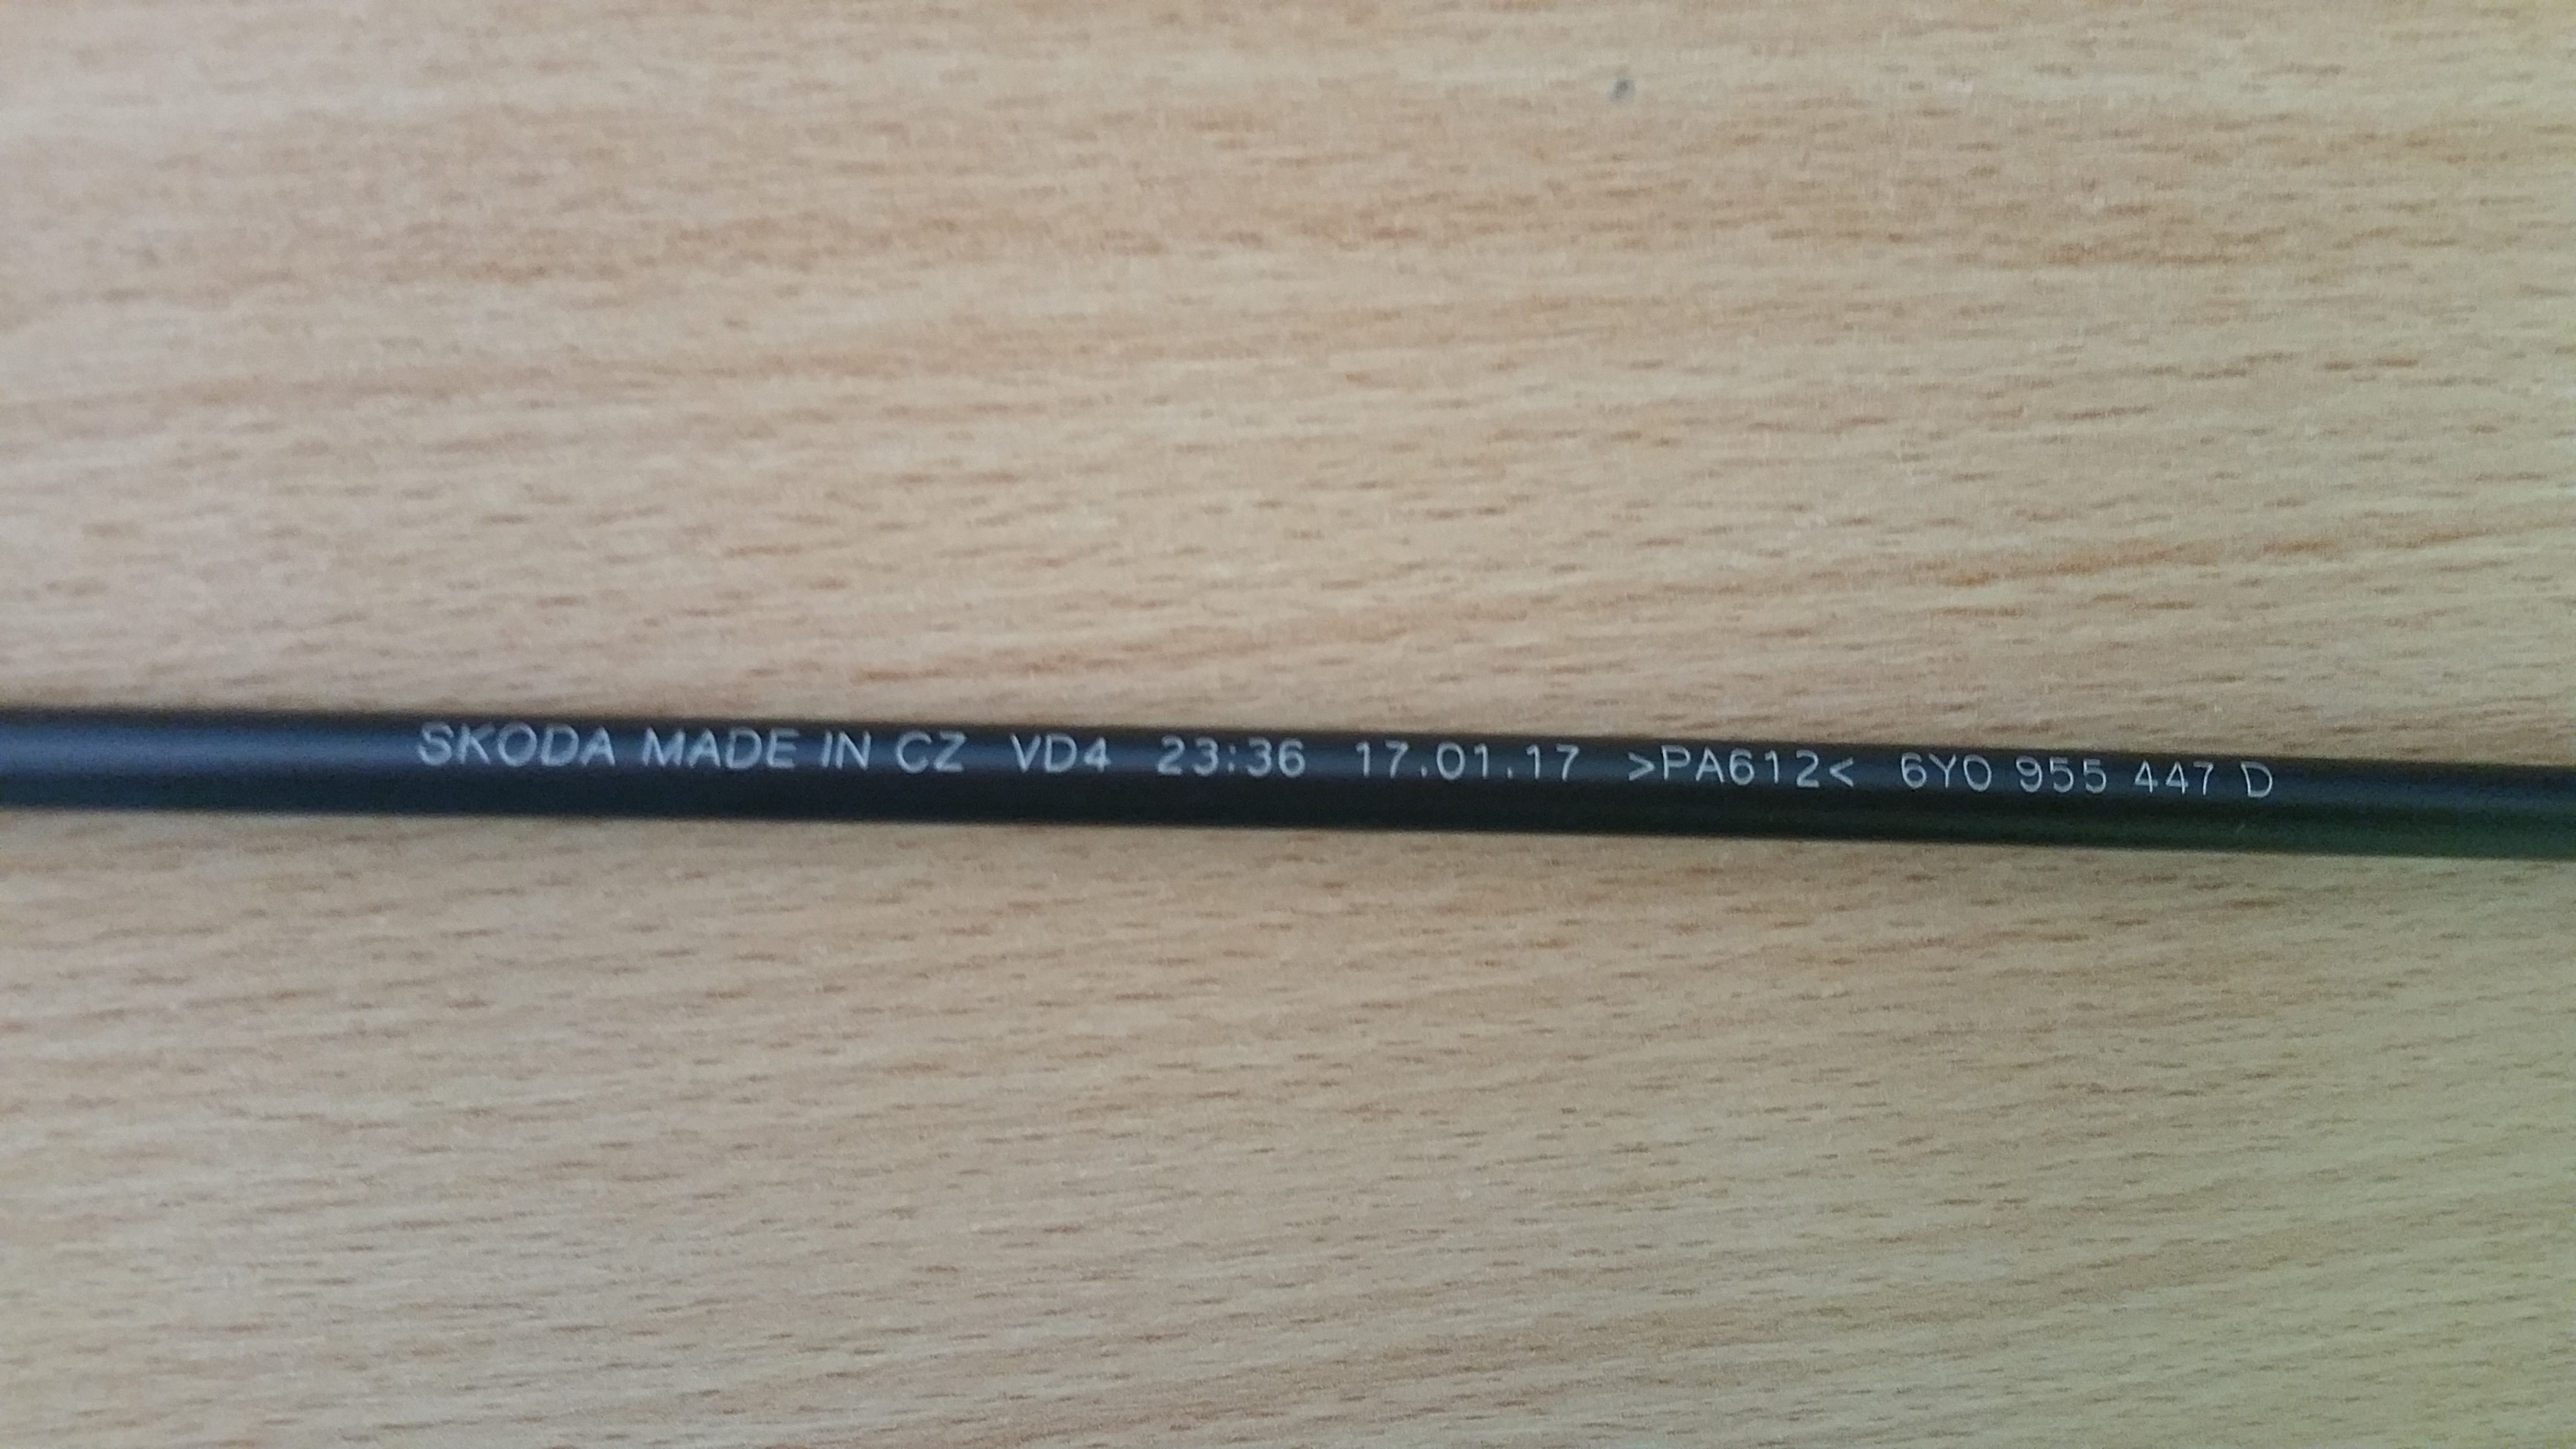 SKODA MADE IN CZ VD4 23:36 17.01.17 >PA612< 6Y0 955 447 D